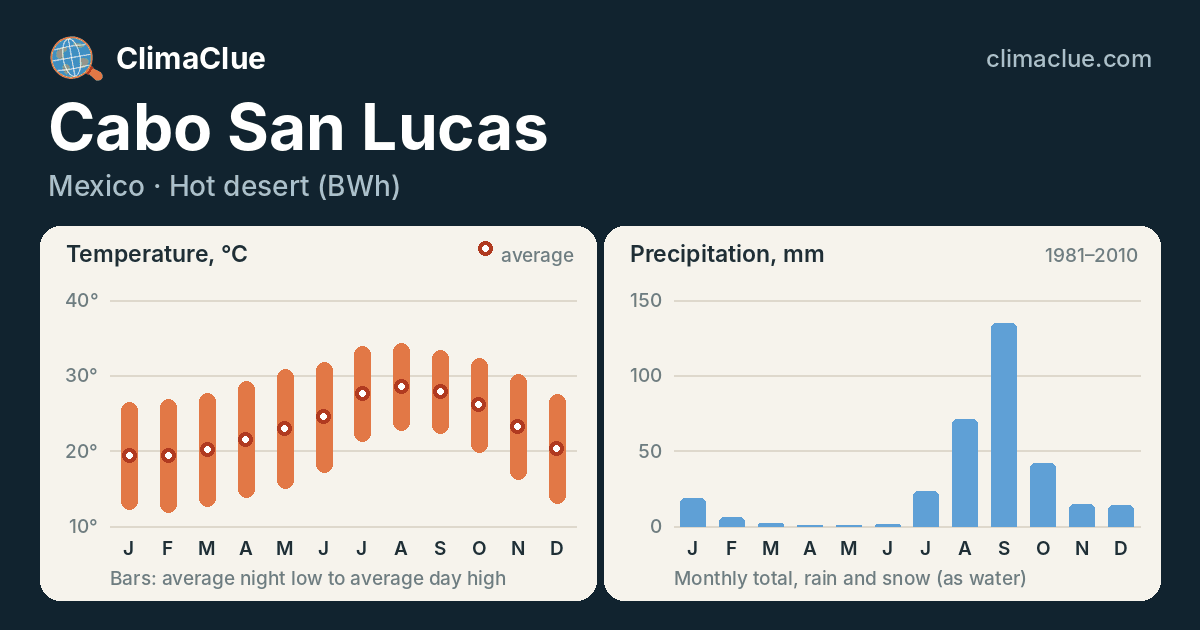 ClimaClue
climaclue.com
Cabo San Lucas
Mexico · Hot desert (BWh)
Temperature, °C
average
40°
30°
20°
10°
J F M A M J J A S O N D
Bars: average night low to average day high
Precipitation, mm
1981–2010
150
100
50
0
J F M A M J J A S O N D
Monthly total, rain and snow (as water)